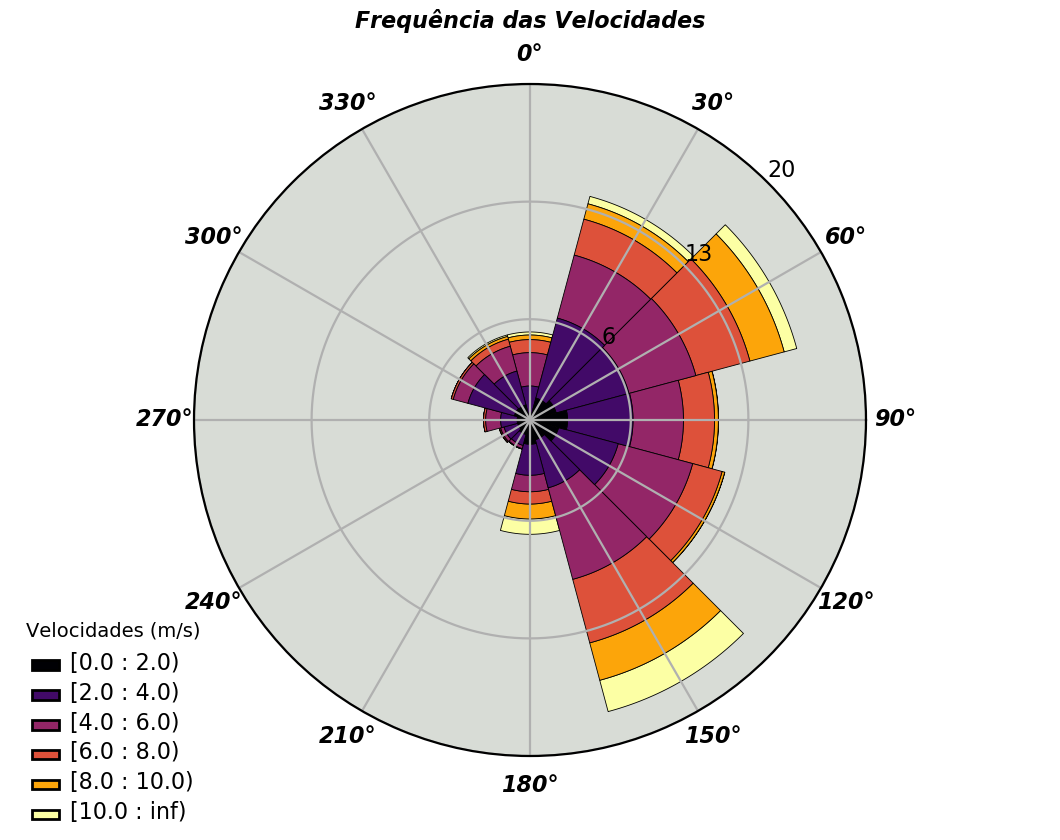 Frequência das Velocidades
0°
330°
30°
20
300°
60°
13
6
270°
90°
240°
120°
Velocidades (m/s)
[0.0 : 2.0)
[2.0 : 4.0)
[4.0 : 6.0)
210°
150°
[6.0 : 8.0)
[8.0 : 10.0)
180°
[10.0 : inf)